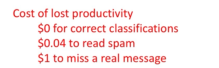 Cost of lost productivity
$0 for correct classifications
$0.04 to read spam
$1 to miss a real message